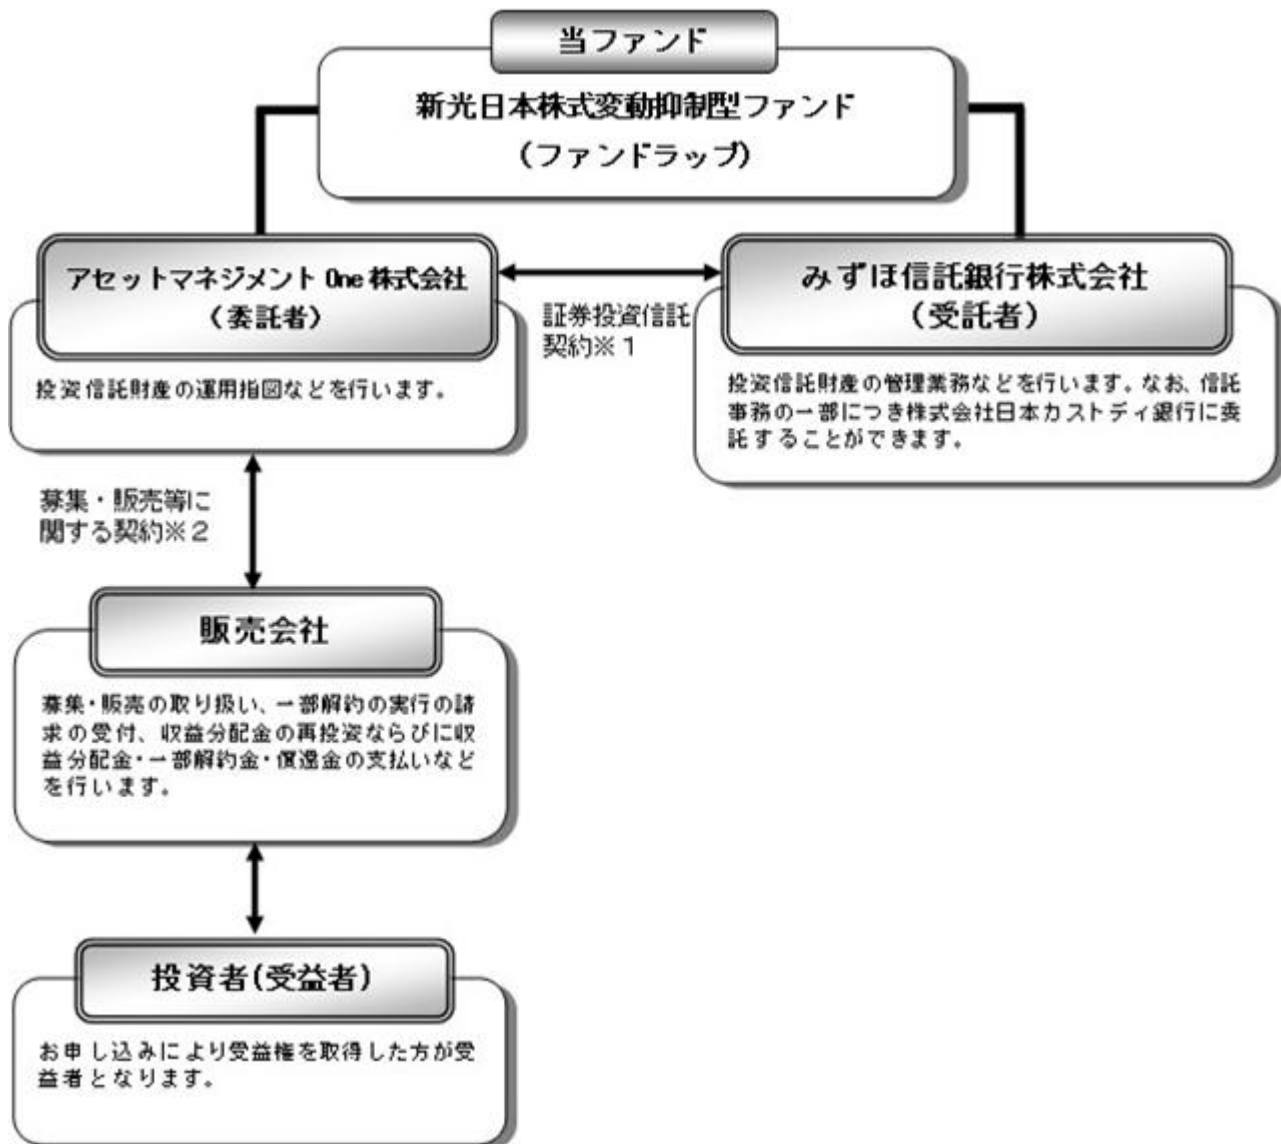 当ファンド
新光日本株式変動抑制型ファンド
(ファンドラップ)
アセットマネジメント One 株式会社
(委託者)
投資信託財産の運用指図などを行います。
証券投資信託
契約※1
みずほ信託銀行株式会社
(受託者)
投資信託財産の管理業務などを行います。なお、信託
事務の一部につき株式会社日本カストディ銀行に委
託することができます。
募集・販売等に
関する契約※2
販売会社
募集・販売の取り扱い、一部解約の実行の請
求の受付、収益分配金の再投資ならびに収
益分配金・一部解約金・償還金の支払いなど
を行います。
投資者(受益者)
お申し込みにより受益権を取得した方が受
益者となります。